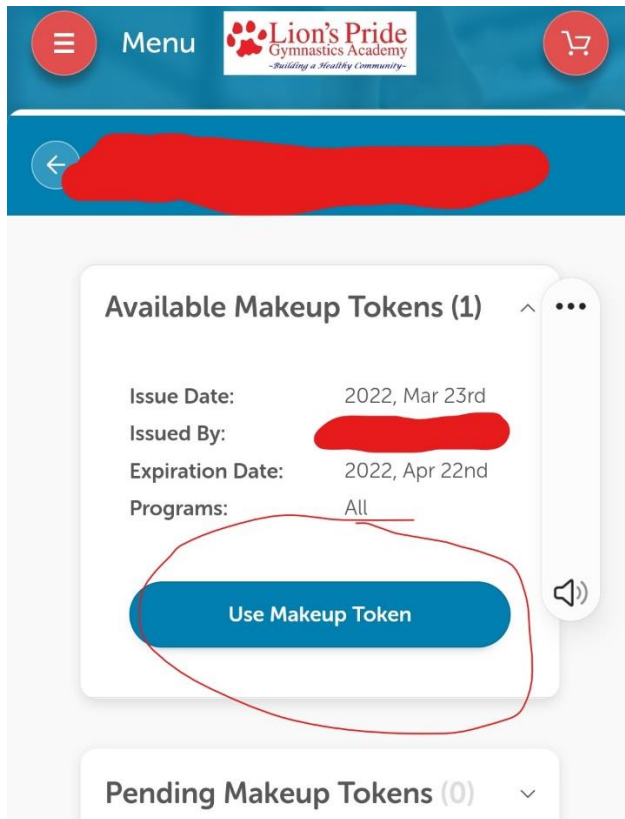 Menu
Lion's Pride
Gymnastics Academy
~Building a Healthy Community~
Available Makeup Tokens (1)
Issue Date: 2022, Mar 23rd
Issued By:
Expiration Date: 2022, Apr 22nd
Programs: All
Use Makeup Token
Pending Makeup Tokens (0)